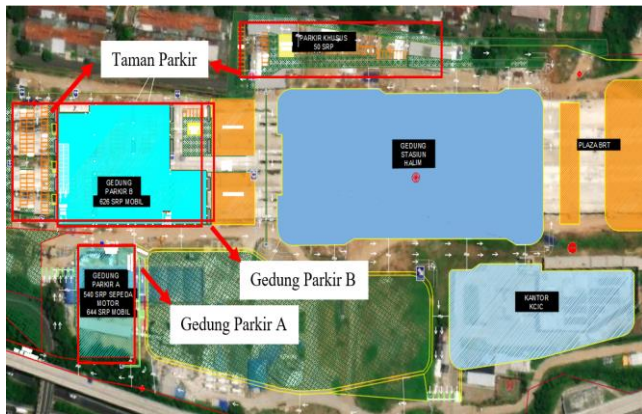 PARKIR KHUSUS
50 SRP
Taman Parkir
GEDUNG
STASIUN
HALIM
PLAZA BRT
GEDUNG
PARKIR B
626 SRP MOBIL
Gedung Parkir B
GEDUNG
PARKIR A
540 SRP SEPEDA
MOTOR
644 SRP MOBIL
Gedung Parkir A
KANTOR
KCIC